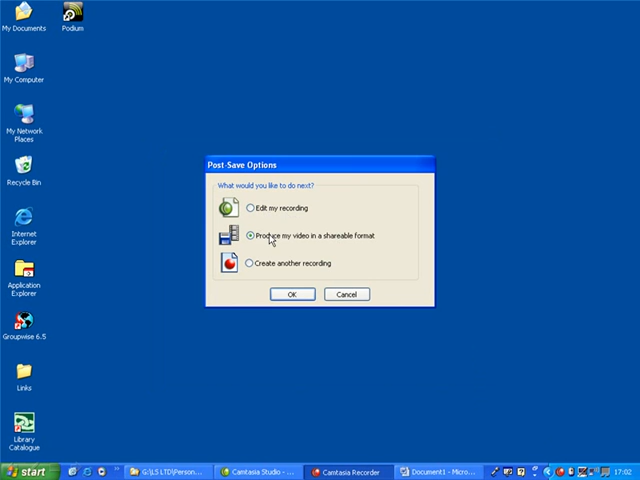 My Documents
Podium
My Computer
My Network
Places
Recycle Bin
Internet
Explorer
Application
Explorer
Groupwise 6.5
Links
Library
Catalogue
Post-Save Options
What would you like to do next?
Edit my recording
Produce my video in a shareable format
Create another recording
OK
Cancel
start
G:\LS LTD\Person...
Camtasia Studio - ...
Camtasia Recorder
Document1 - Micro...
17:02